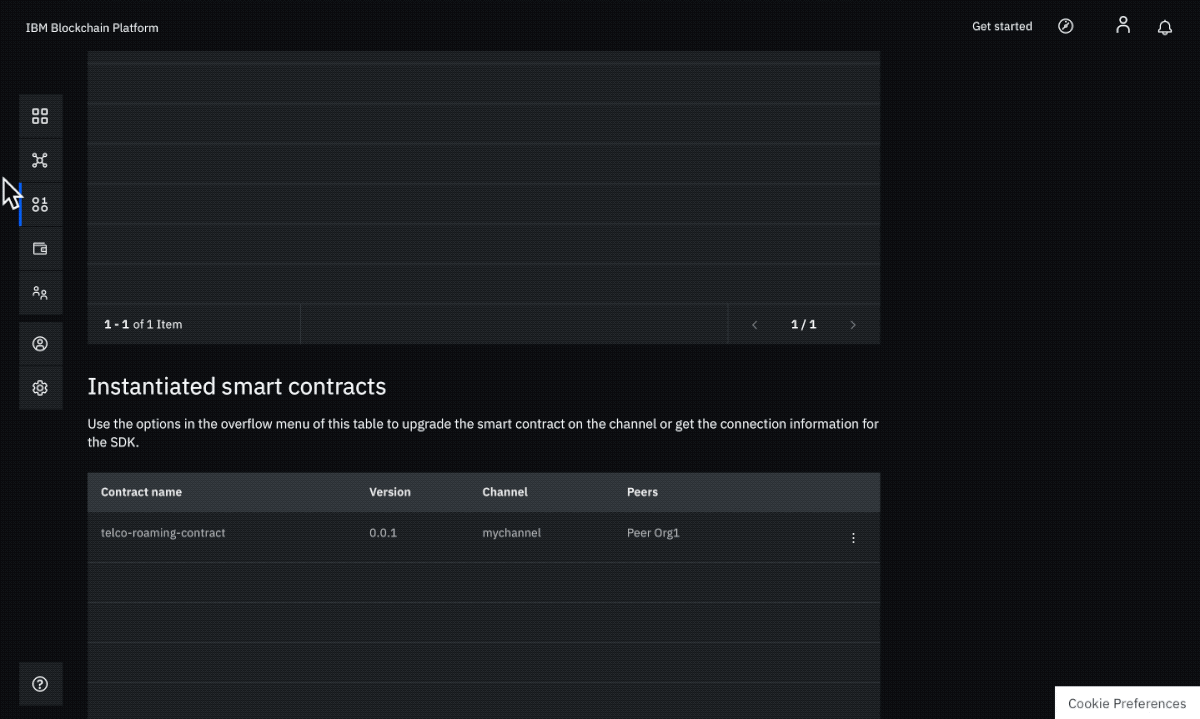 IBM Blockchain Platform
Get started
1 - 1 of 1 Item
1 / 1
Instantiated smart contracts
Use the options in the overflow menu of this table to upgrade the smart contract on the channel or get the connection information for
the SDK.
Contract name Version Channel Peers
telco-roaming-contract 0.0.1 mychannel Peer Org1
Cookie Preferences